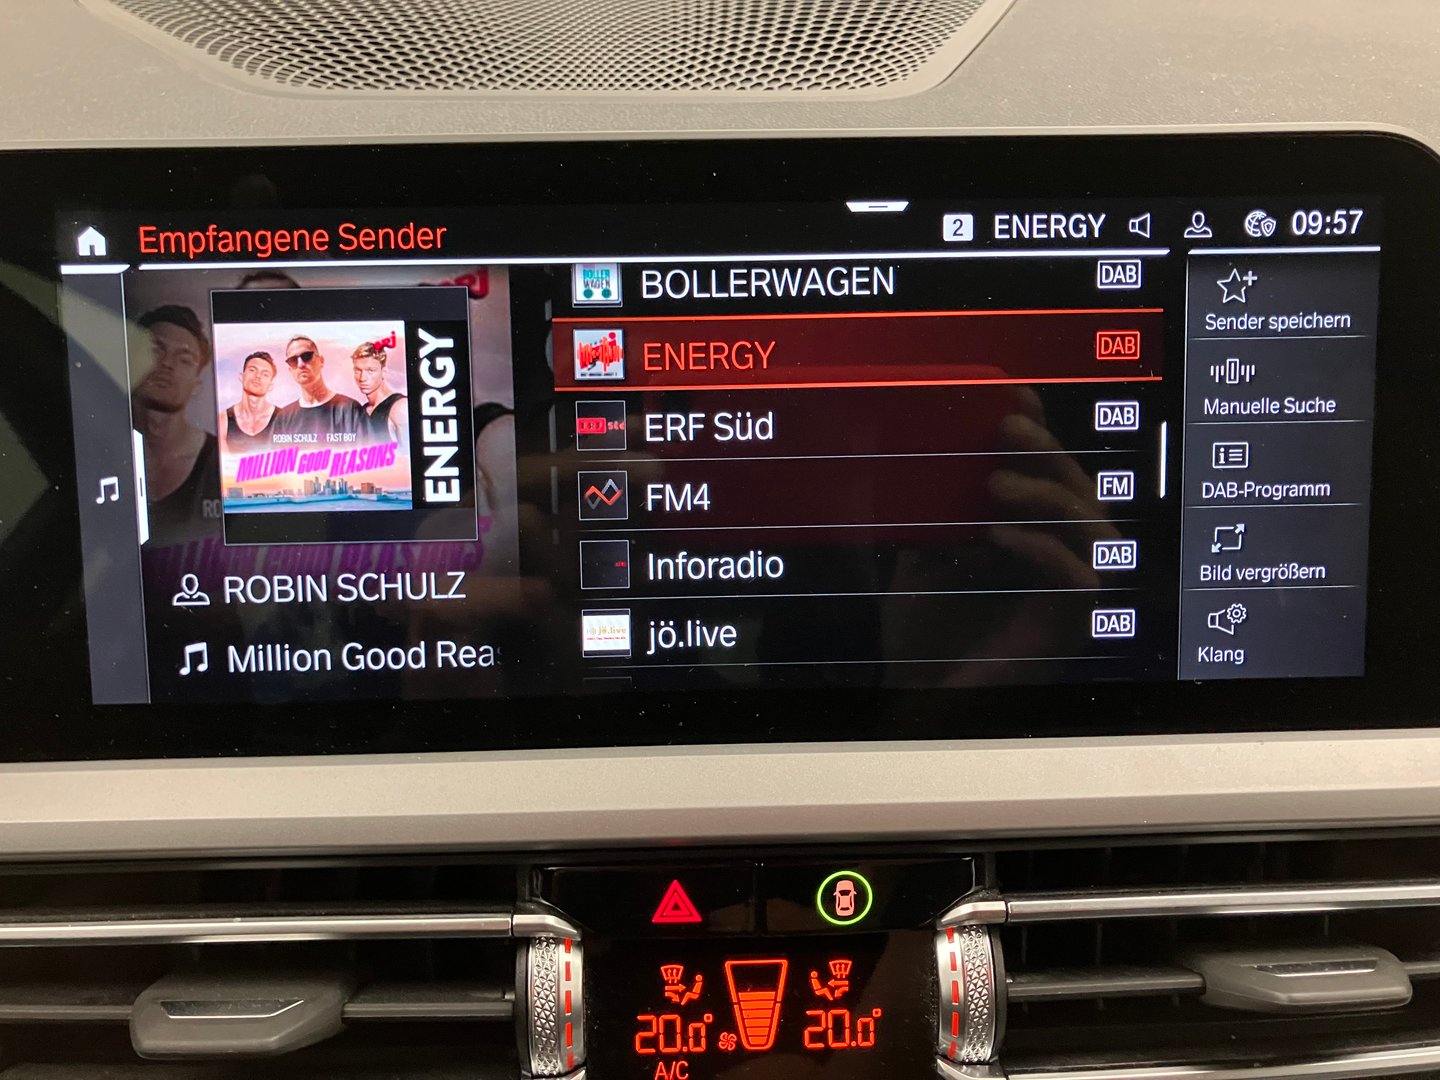 Empfangene Sender
2 ENERGY 09:57
BOLLERWAGEN DAB
ENERGY DAB
ERF Süd DAB
FM4 FM
Inforadio DAB
jö.live DAB
ROBIN SCHULZ FAST BOY
MILLION GOOD REASONS
ENERGY
ROBIN SCHULZ
Million Good Rea
Sender speichern
Manuelle Suche
DAB-Programm
Bild vergrößern
Klang
20.0° 20.0°
A/C